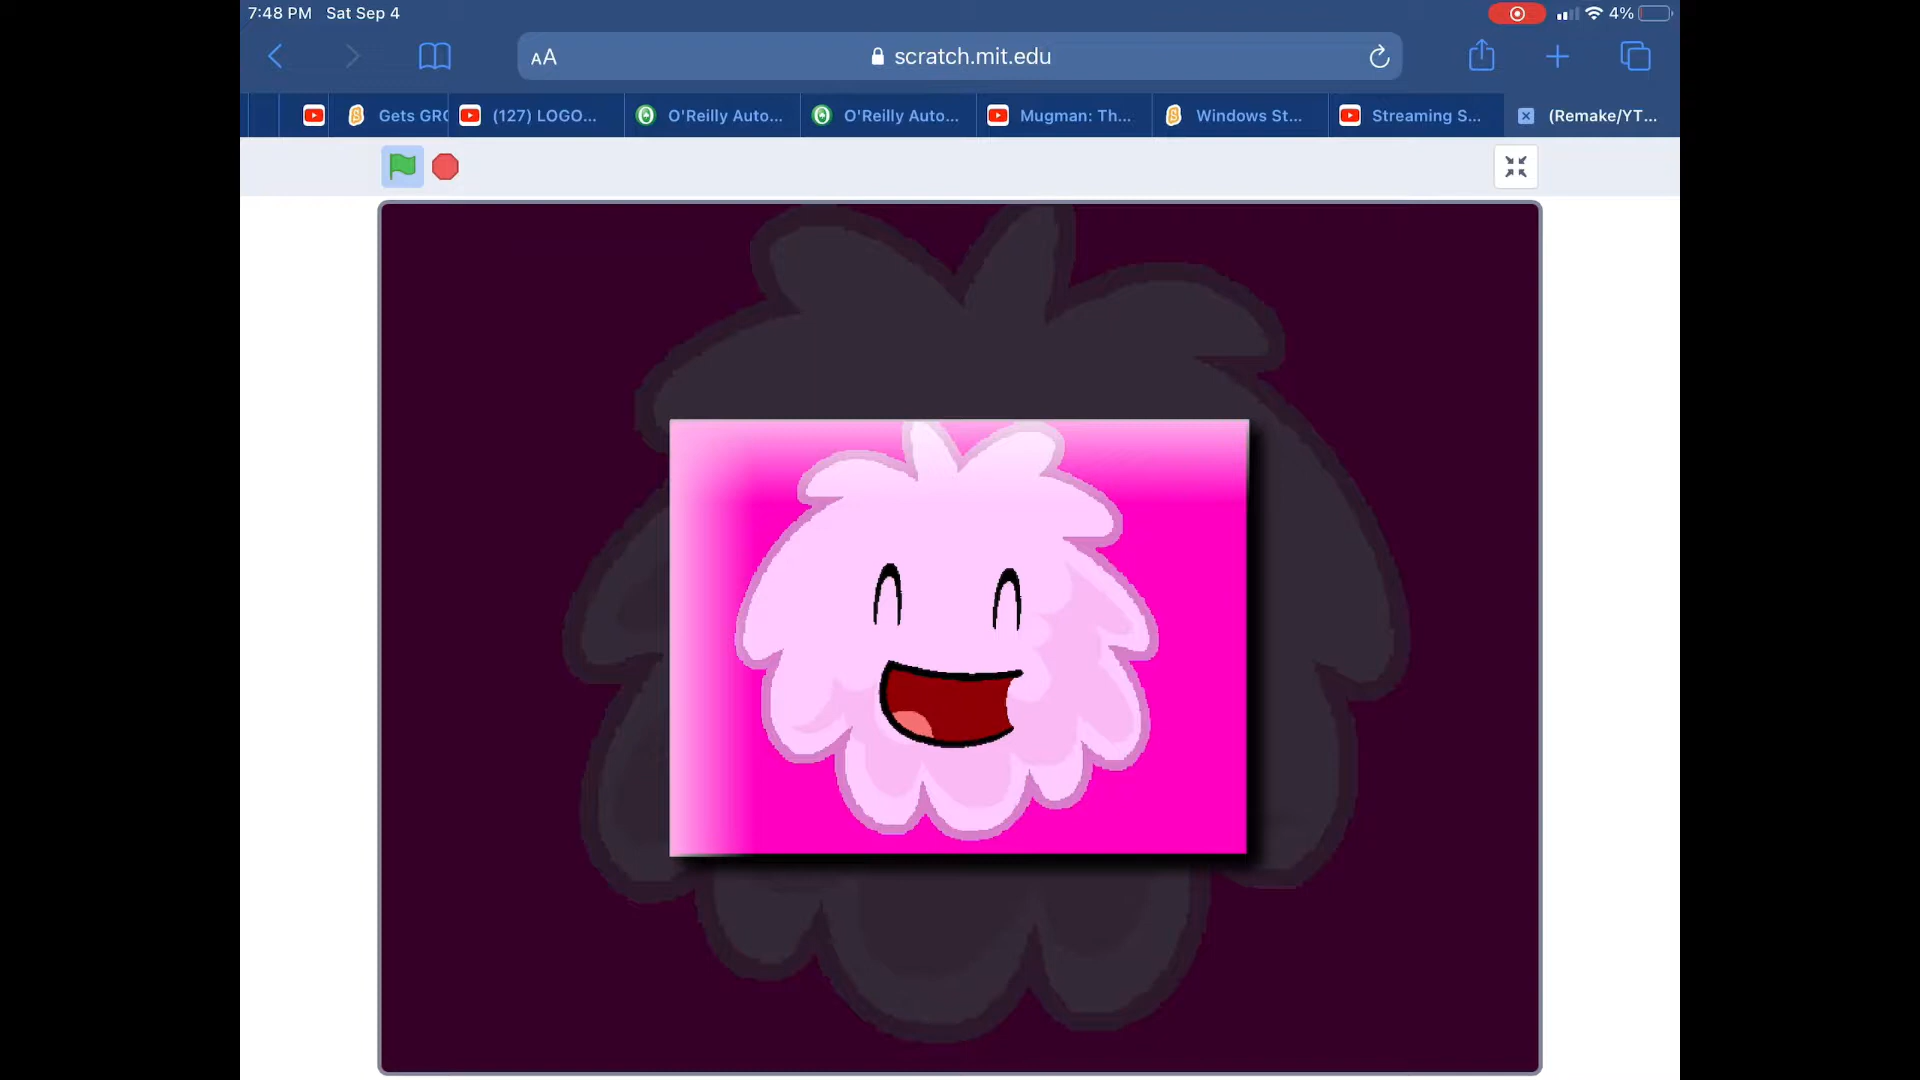 7:48 PM Sat Sep 4
4%
AA
scratch.mit.edu
Gets GRO
(127) LOGO...
O'Reilly Auto...
O'Reilly Auto...
Mugman: Th...
Windows St...
Streaming S...
(Remake/YT...